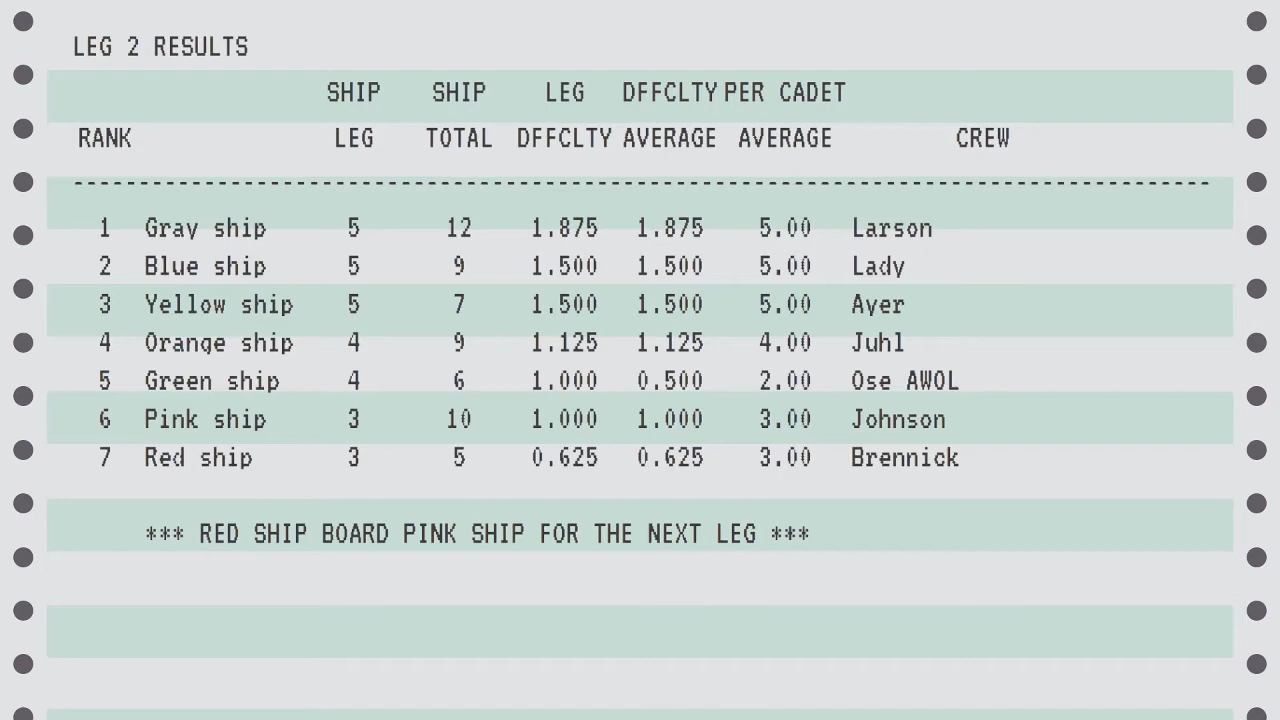 LEG 2 RESULTS
SHIP SHIP LEG DFFCLTY PER CADET
RANK LEG TOTAL DFFCLTY AVERAGE AVERAGE CREW
--------------------------------------------------------------------------------------
1 Gray ship 5 12 1.875 1.875 5.00 Larson
2 Blue ship 5 9 1.500 1.500 5.00 Lady
3 Yellow ship 5 7 1.500 1.500 5.00 Ayer
4 Orange ship 4 9 1.125 1.125 4.00 Juhl
5 Green ship 4 6 1.000 0.500 2.00 Ose AWOL
6 Pink ship 3 10 1.000 1.000 3.00 Johnson
7 Red ship 3 5 0.625 0.625 3.00 Brennick
*** RED SHIP BOARD PINK SHIP FOR THE NEXT LEG ***